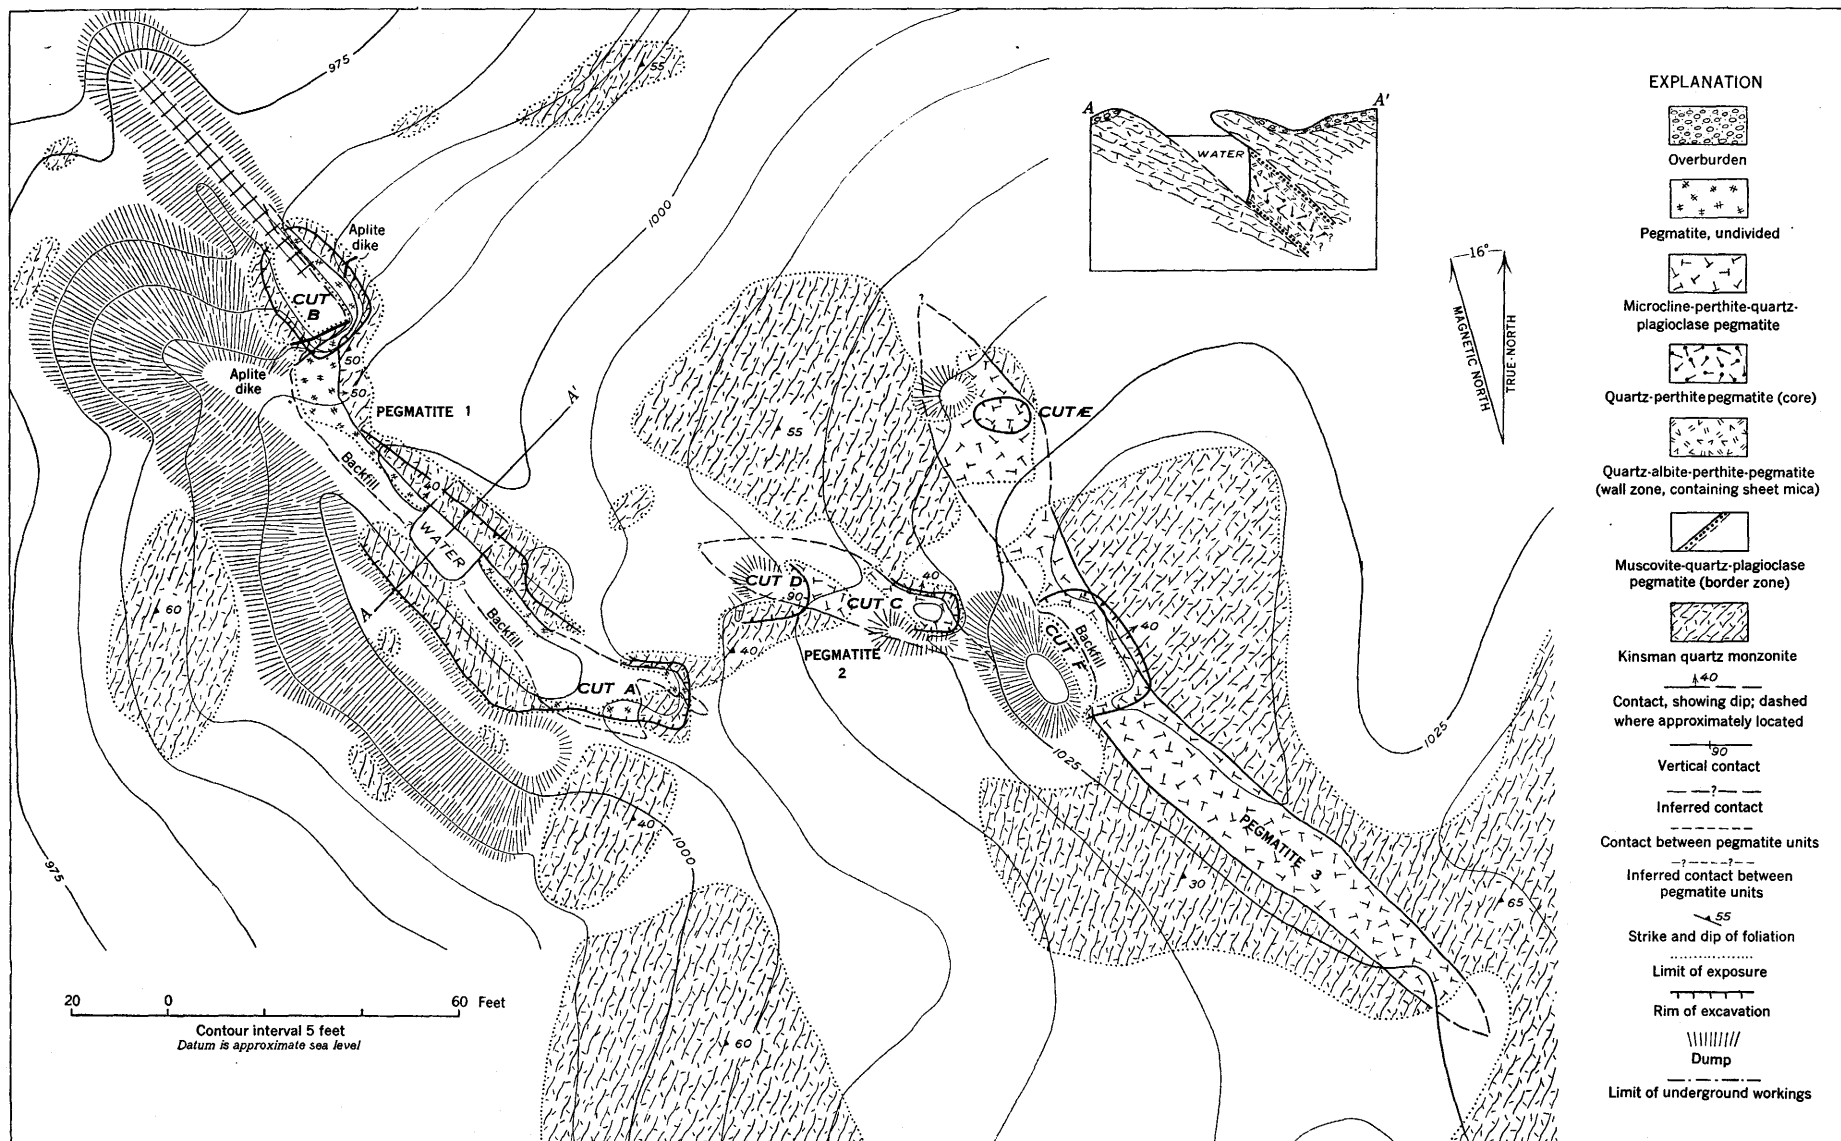 975
55
A
A'
WATER
1000
Aplite
dike
CUT
B
50
50
Aplite
dike
PEGMATITE 1
A'
Backfill
40
WATER
A
60
Backfill
CUT A
55
CUT Æ
CUT D
90
CUT C
40
40
PEGMATITE
2
Backfill
CUT F
40
1025
1025
PEGMATITE 3
30
65
40
1000
975
60
?
?
?
?
16°
MAGNETIC NORTH
TRUE NORTH
20 0 60 Feet
Contour interval 5 feet
Datum is approximate sea level
EXPLANATION
Overburden
Pegmatite, undivided
Microcline-perthite-quartz-
plagioclase pegmatite
Quartz-perthite pegmatite (core)
Quartz-albite-perthite-pegmatite
(wall zone, containing sheet mica)
Muscovite-quartz-plagioclase
pegmatite (border zone)
Kinsman quartz monzonite
40
Contact, showing dip; dashed
where approximately located
90
Vertical contact
?
Inferred contact
Contact between pegmatite units
? ?
Inferred contact between
pegmatite units
55
Strike and dip of foliation
Limit of exposure
Rim of excavation
Dump
Limit of underground workings